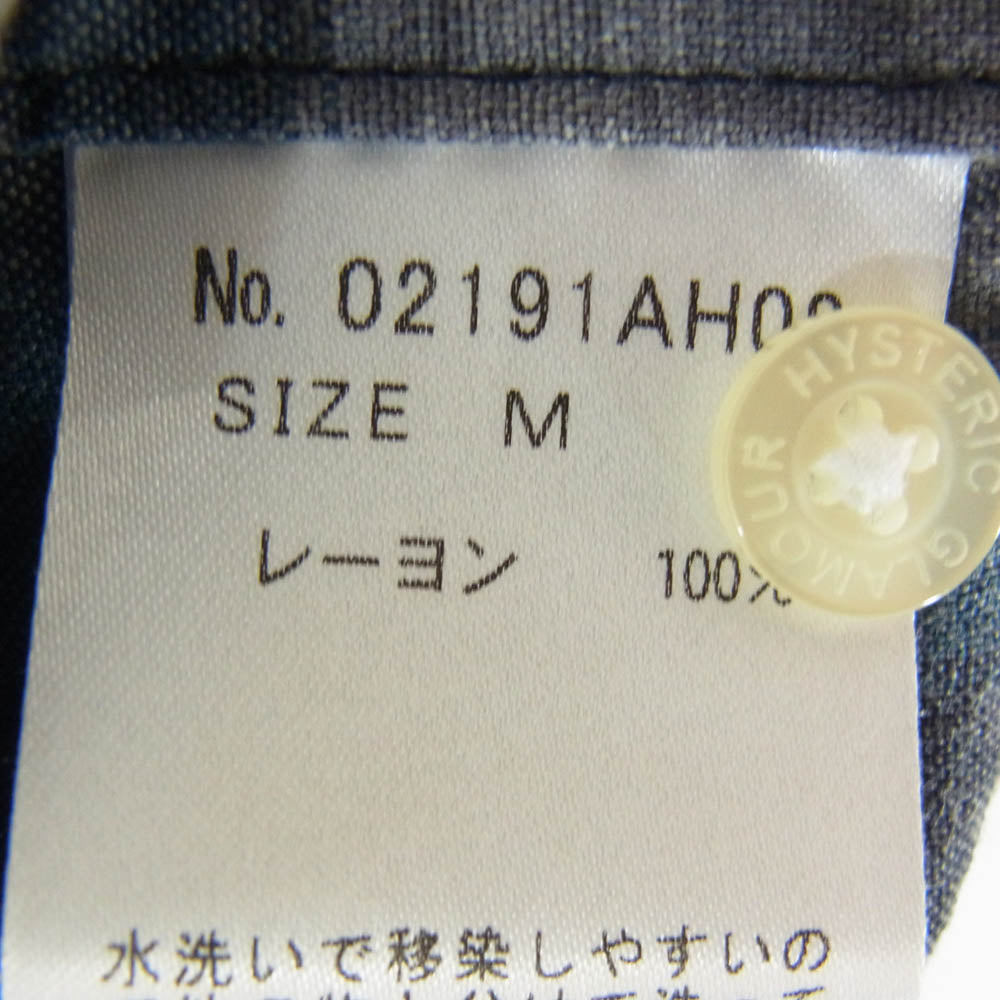 No. 02191AH0
SIZE M
レーヨン 100%
HYSTERIC GLAMOUR
水洗いで移染しやすいの